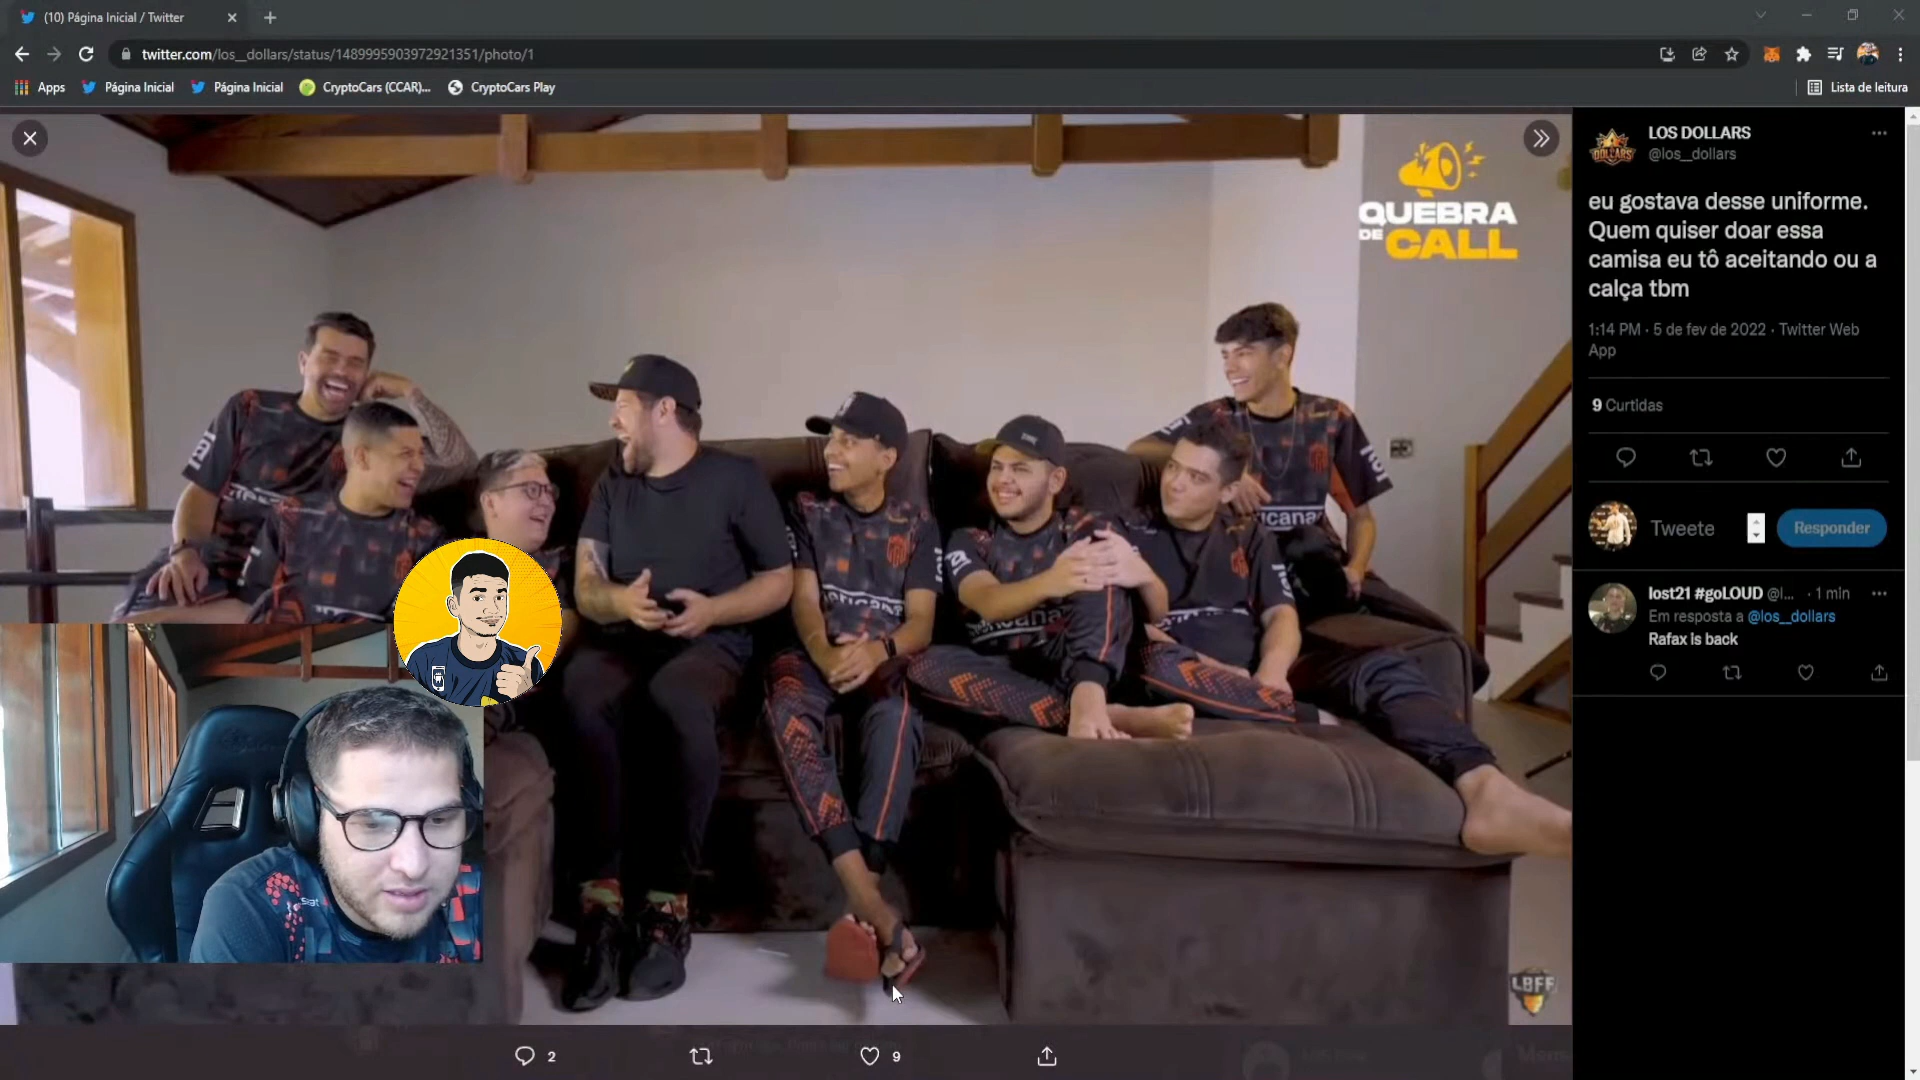 (10) Página Inicial / Twitter
twitter.com/los__dollars/status/1489995903972921351/photo/1
Apps
Página Inicial
Página Inicial
CryptoCars (CCAR)...
CryptoCars Play
Lista de leitura
QUEBRA
DE CALL
LOS DOLLARS
@los__dollars
eu gostava desse uniforme.
Quem quiser doar essa
camisa eu tô aceitando ou a
calça tbm
1:14 PM · 5 de fev de 2022 · Twitter Web
App
9 Curtidas
Tweete
Responder
lost21 #goLOUD @l... · 1 min
Em resposta a @los__dollars
Rafax is back
LBFF
2
9